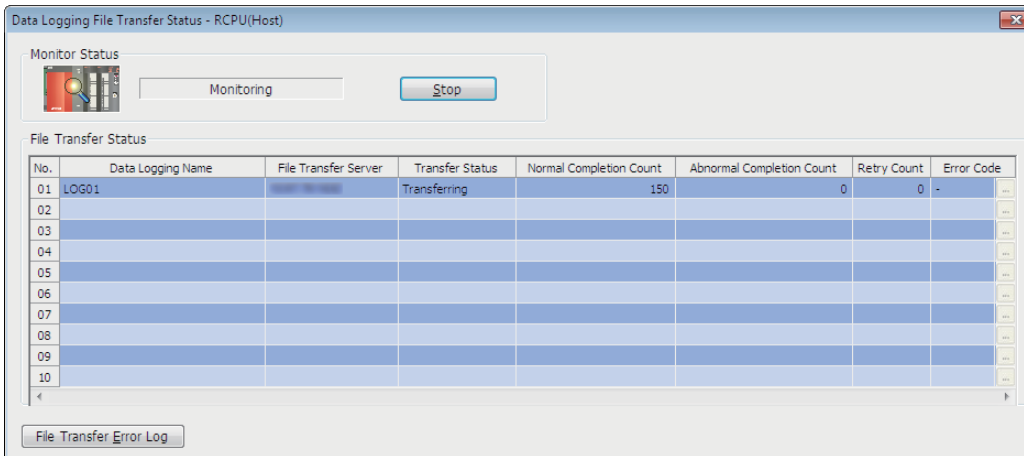 Data Logging File Transfer Status - RCPU(Host)
Monitor Status
Monitoring
Stop
File Transfer Status
No. Data Logging Name File Transfer Server Transfer Status Normal Completion Count Abnormal Completion Count Retry Count Error Code
01 LOG01 Transferring 150 0 0 - ...
02 ...
03 ...
04 ...
05 ...
06 ...
07 ...
08 ...
09 ...
10 ...
File Transfer Error Log